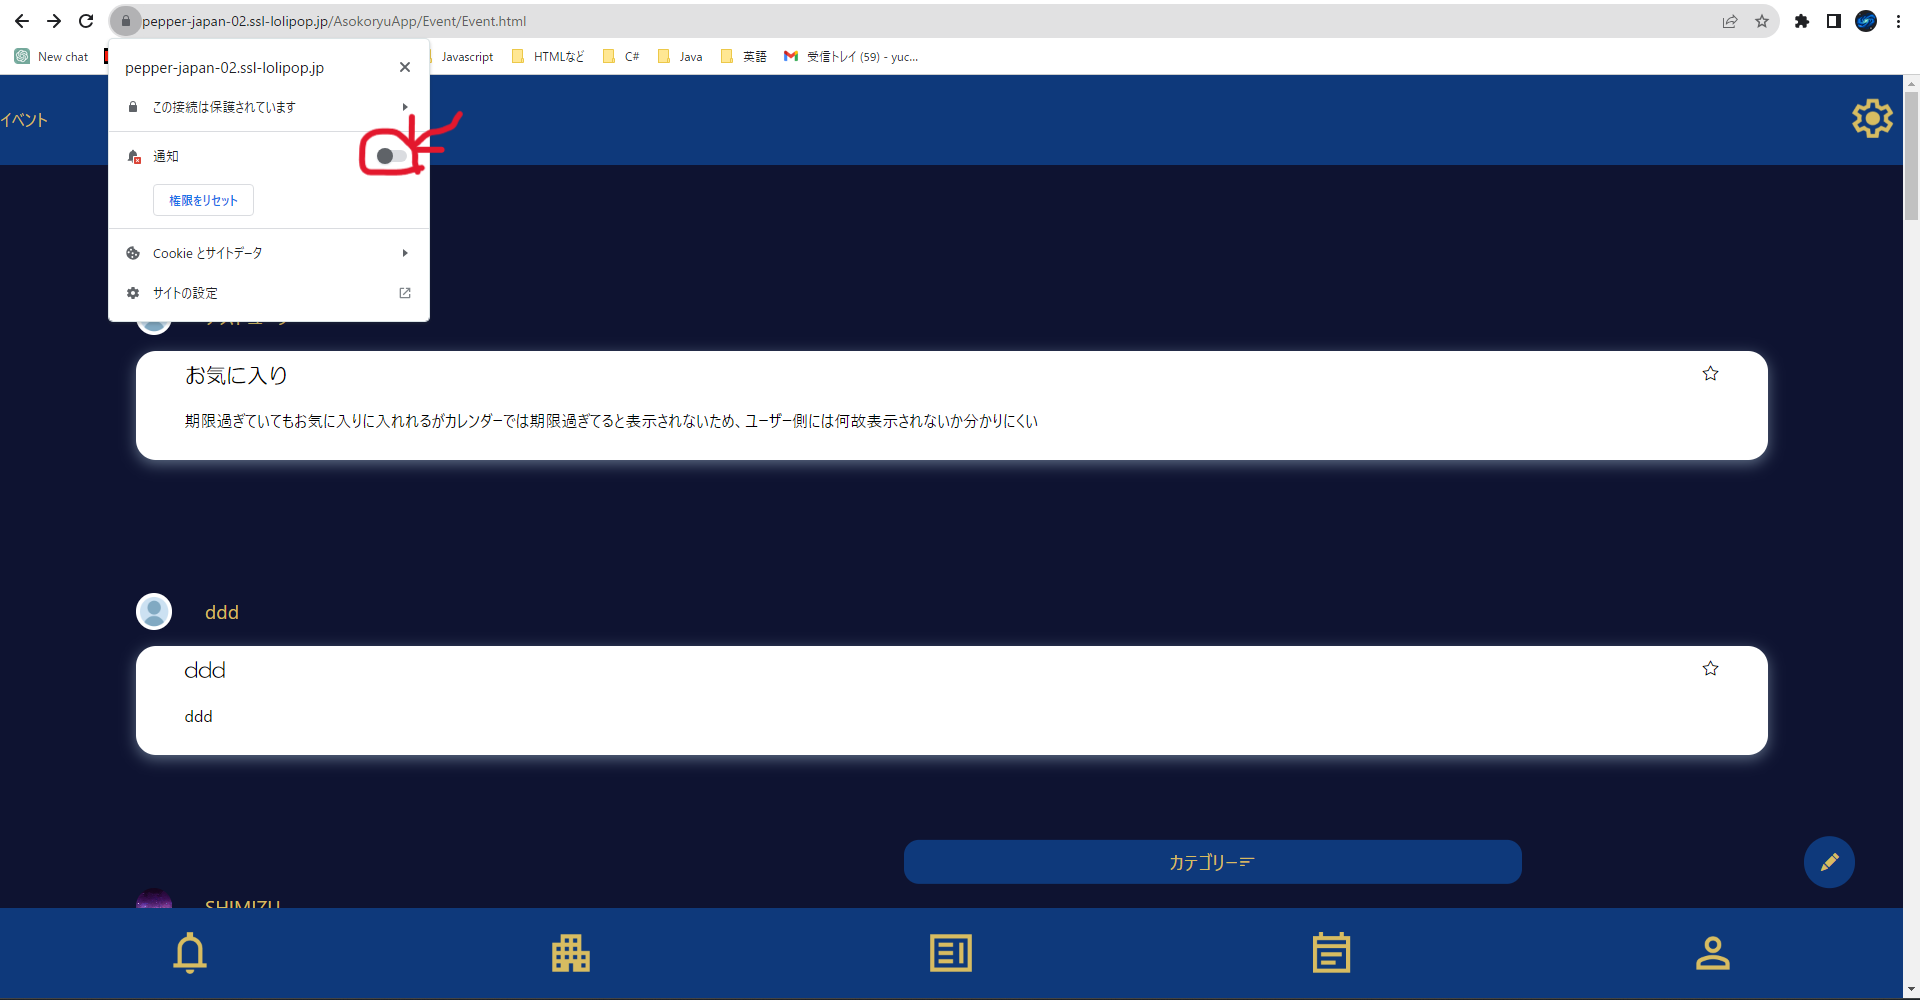 pepper-japan-02.ssl-lolipop.jp/AsokoryuApp/Event/Event.html
New chat
Javascript
HTMLなど
C#
Java
英語
受信トレイ (59) - yuc...
pepper-japan-02.ssl-lolipop.jp
この接続は保護されています
通知
権限をリセット
Cookie とサイトデータ
サイトの設定
イベント
お気に入り
期限過ぎていてもお気に入りに入れれるがカレンダーでは期限過ぎてると表示されないため、ユーザー側には何故表示されないか分かりにくい
ddd
ddd
ddd
カテゴリー
SHIMIZU